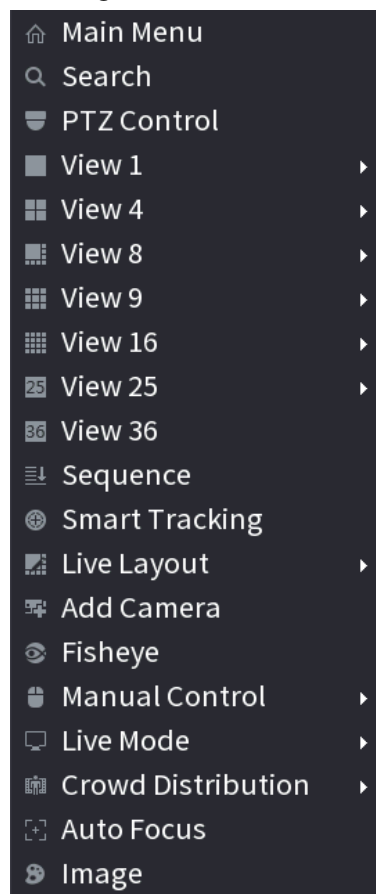 Main Menu
Search
PTZ Control
View 1
View 4
View 8
View 9
View 16
25 View 25
36 View 36
Sequence
Smart Tracking
Live Layout
Add Camera
Fisheye
Manual Control
Live Mode
Crowd Distribution
Auto Focus
Image